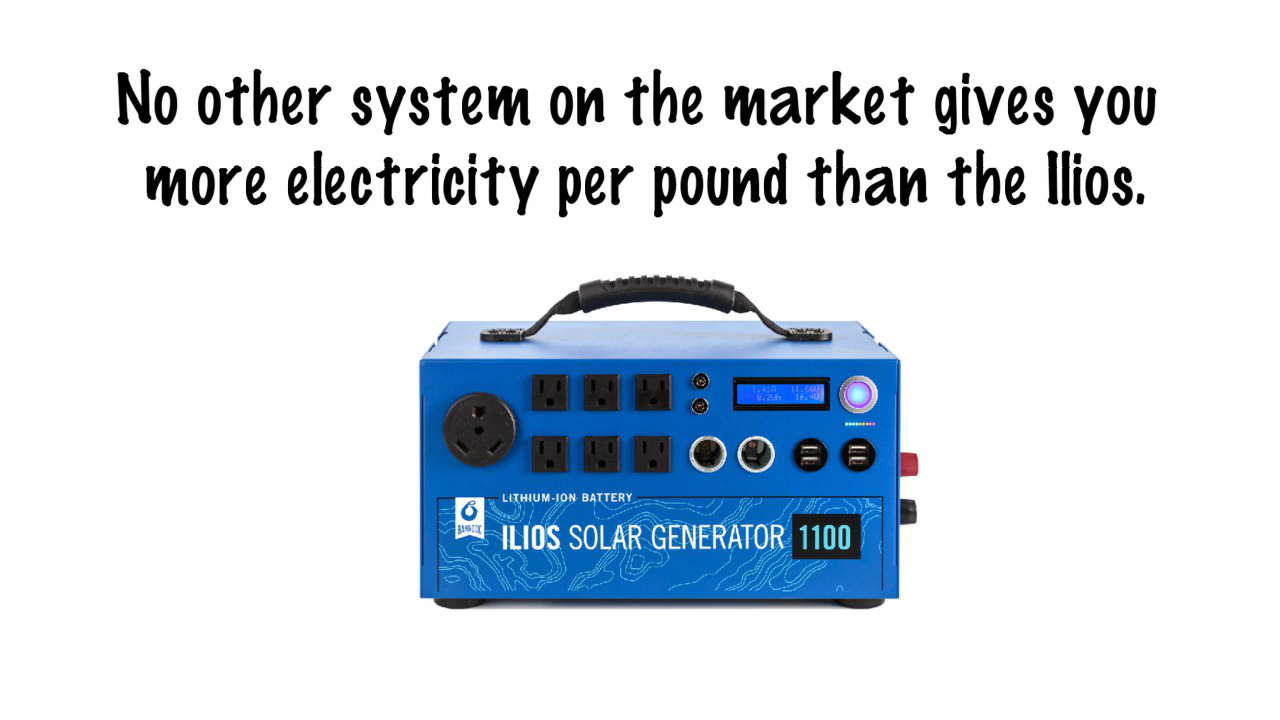 No other system on the market gives you
more electricity per pound than the Ilios.
LITHIUM-ION BATTERY
ILIOS SOLAR GENERATOR 1100